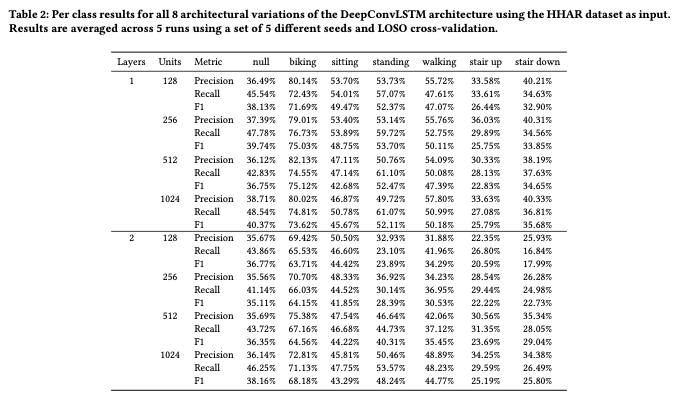 Table 2: Per class results for all 8 architectural variations of the DeepConvLSTM architecture using the HHAR dataset as input.
Results are averaged across 5 runs using a set of 5 different seeds and LOSO cross-validation.
Layers Units Metric null biking sitting standing walking stair up stair down
1 128 Precision 36.49% 80.14% 53.70% 53.73% 55.72% 33.58% 40.21%
Recall 45.54% 72.43% 54.01% 57.07% 47.61% 33.61% 34.63%
F1 38.13% 71.69% 49.47% 52.37% 47.07% 26.44% 32.90%
256 Precision 37.39% 79.01% 53.40% 53.14% 55.76% 36.03% 40.31%
Recall 47.78% 76.73% 53.89% 59.72% 52.75% 29.89% 34.56%
F1 39.74% 75.03% 48.75% 53.70% 50.11% 25.75% 33.85%
512 Precision 36.12% 82.13% 47.11% 50.76% 54.09% 30.33% 38.19%
Recall 42.83% 74.55% 47.14% 61.10% 50.08% 28.13% 37.63%
F1 36.75% 75.12% 42.68% 52.47% 47.39% 22.83% 34.65%
1024 Precision 38.71% 80.02% 46.87% 49.72% 57.80% 33.63% 40.33%
Recall 48.54% 74.81% 50.78% 61.07% 50.99% 27.08% 36.81%
F1 40.37% 73.62% 45.67% 52.11% 50.18% 25.79% 35.68%
2 128 Precision 35.67% 69.42% 50.50% 32.93% 31.88% 22.35% 25.93%
Recall 43.86% 65.53% 46.60% 23.10% 41.96% 26.80% 16.84%
F1 36.77% 63.71% 44.42% 23.89% 34.29% 20.59% 17.99%
256 Precision 35.56% 70.70% 48.33% 36.92% 34.23% 28.54% 26.28%
Recall 41.14% 66.03% 44.52% 30.14% 36.95% 29.44% 24.98%
F1 35.11% 64.15% 41.85% 28.39% 30.53% 22.22% 22.73%
512 Precision 35.69% 75.38% 47.54% 46.64% 42.06% 30.56% 35.34%
Recall 43.72% 67.16% 46.68% 44.73% 37.12% 31.35% 28.05%
F1 36.35% 64.56% 44.22% 40.31% 35.45% 23.69% 29.04%
1024 Precision 36.14% 72.81% 45.81% 50.46% 48.89% 34.25% 34.38%
Recall 46.25% 71.13% 47.75% 53.57% 48.23% 29.59% 26.49%
F1 38.16% 68.18% 43.29% 48.24% 44.77% 25.19% 25.80%